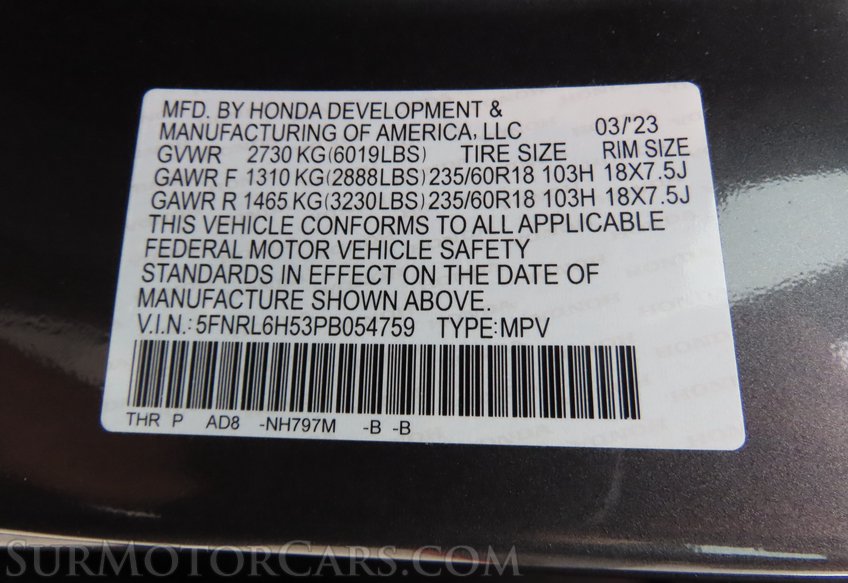 MFD. BY HONDA DEVELOPMENT &
MANUFACTURING OF AMERICA, LLC 03/'23
GVWR 2730 KG(6019LBS) TIRE SIZE RIM SIZE
GAWR F 1310 KG(2888LBS) 235/60R18 103H 18X7.5J
GAWR R 1465 KG(3230LBS) 235/60R18 103H 18X7.5J
THIS VEHICLE CONFORMS TO ALL APPLICABLE
FEDERAL MOTOR VEHICLE SAFETY
STANDARDS IN EFFECT ON THE DATE OF
MANUFACTURE SHOWN ABOVE.
V.I.N.: 5FNRL6H53PB054759 TYPE:MPV
THR P AD8 -NH797M -B -B
SURMOTORCARS.COM